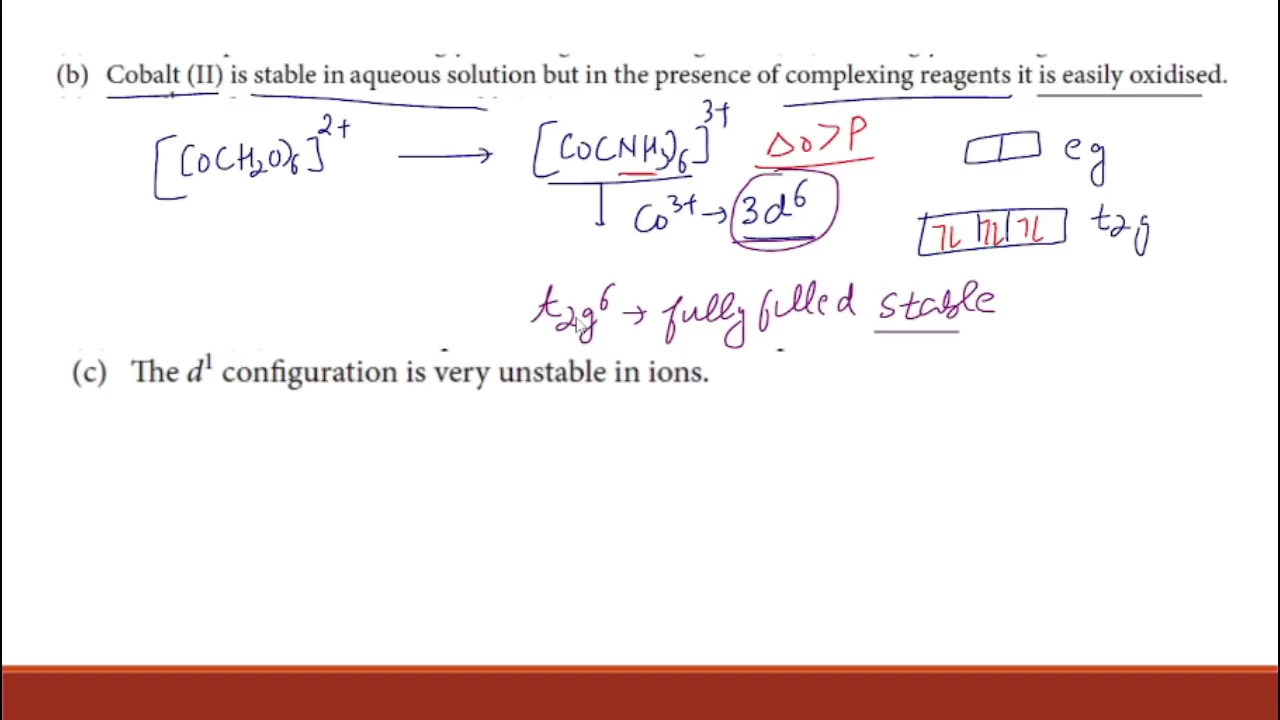 (b) Cobalt (II) is stable in aqueous solution but in the presence of complexing reagents it is easily oxidised.
[Co(H₂O)₆]²⁺ ⟶ [Co(NH₃)₆]³⁺ Δo>P eg
Co³⁺ → 3d⁶ t₂g
t₂g⁶ → fully filled stable
(c) The d¹ configuration is very unstable in ions.